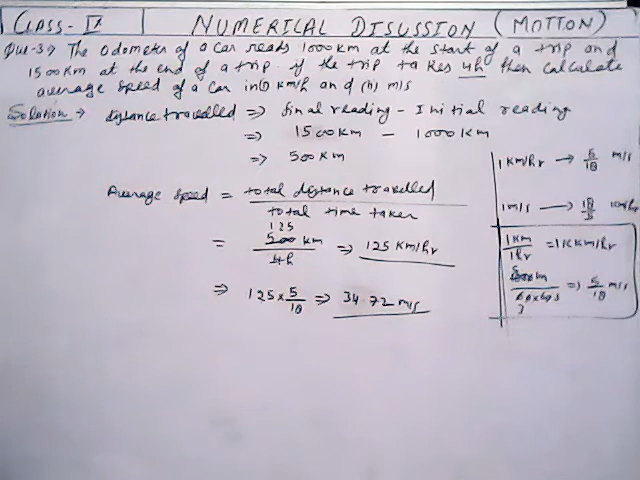 CLASS - IX NUMERICAL DISUSSION (MOTION)
Que-3 → The odometer of a car reads 1000 km at the start of a trip and
1500 km at the end of a trip. if the trip takes 4h then calculate
average speed of a car in (i) km/h and (ii) m/s
Solution → distance travelled => final reading - Initial reading
=> 1500 km - 1000 km
=> 500 km
Average speed = total distance travelled / total time taken
= 500 km / 4h => 125 km/hr
125
=> 125 x 5/18 => 34.72 m/s
1 km/hr → 5/18 m/s
1 m/s → 18/5 km/hr
1 km / 1 hr = 1 km/hr
=> 5/18 m/s